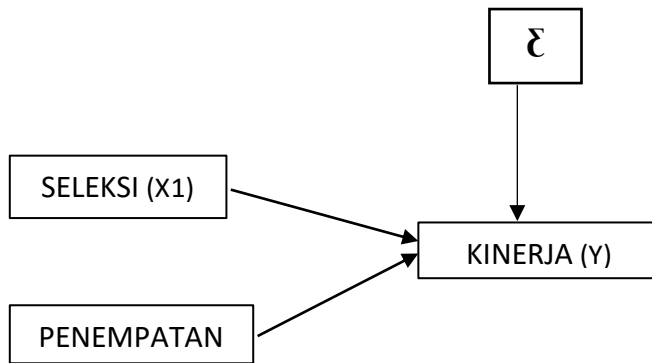 ε
SELEKSI (X1)
KINERJA (Y)
PENEMPATAN